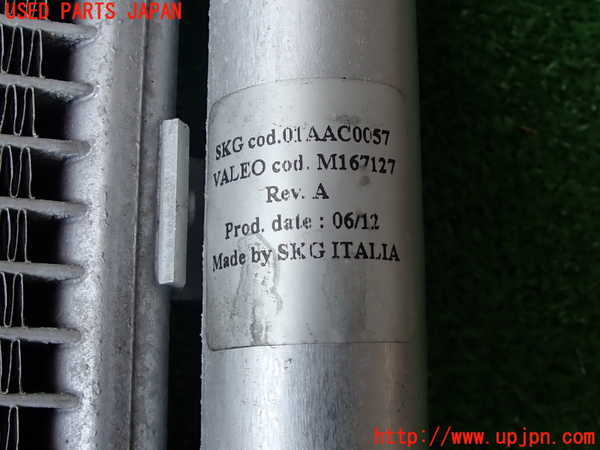 USED PARTS JAPAN
SKG cod.01AAC0057
VALEO cod. M167127
Rev. A
Prod. date : 06/12
Made by SKG ITALIA
http://www.upjpn.com/